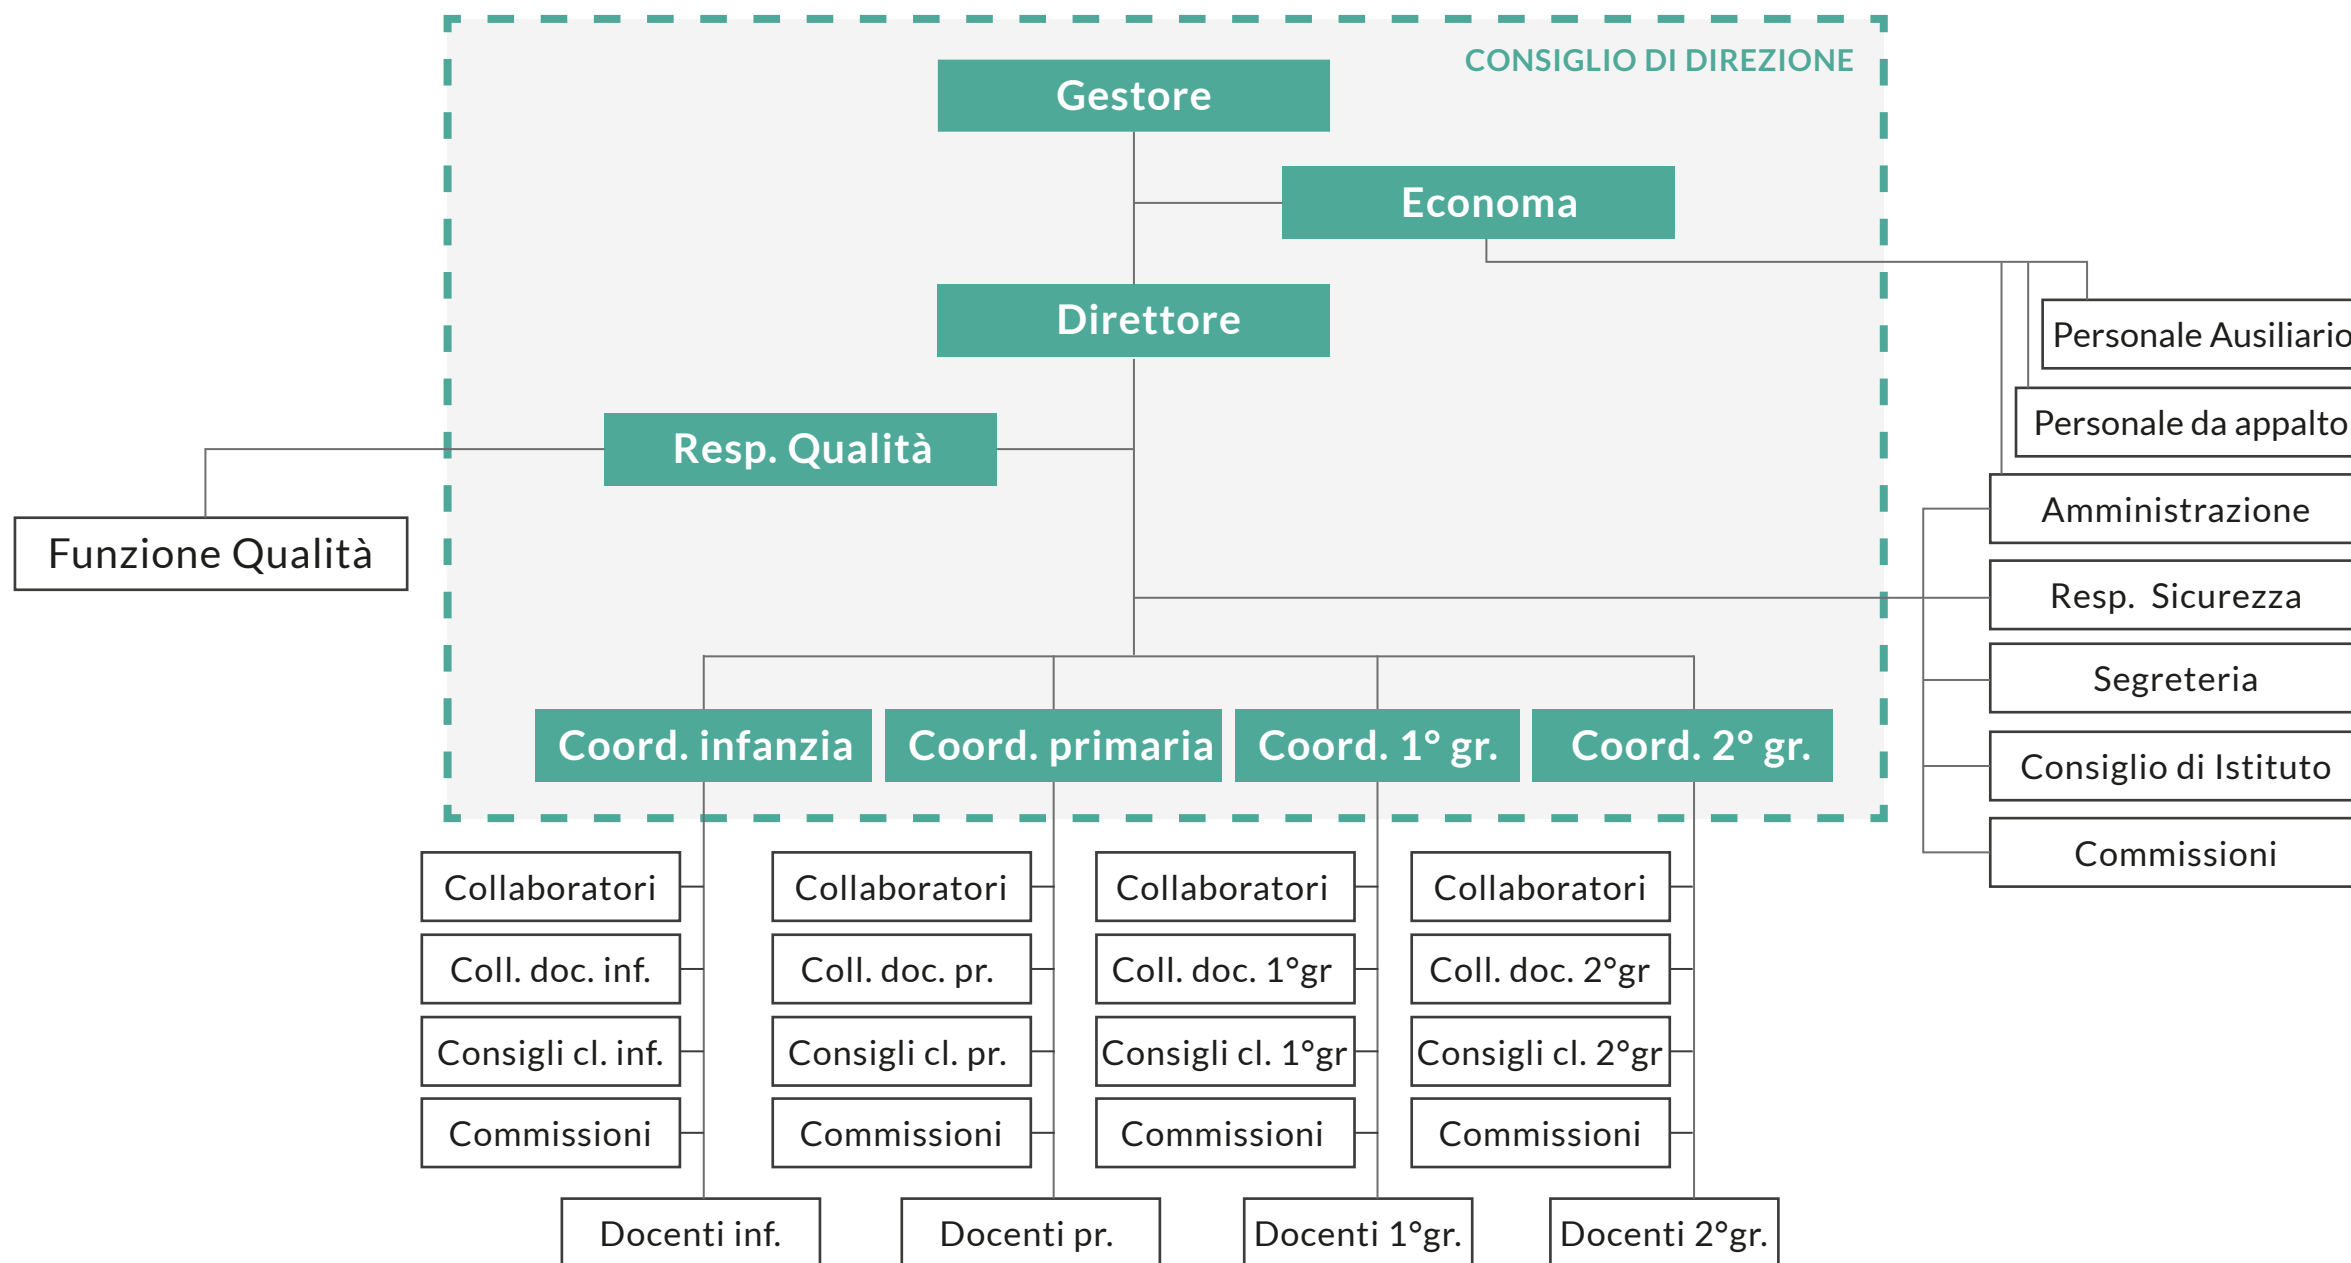 CONSIGLIO DI DIREZIONE
Gestore
Economa
Direttore
Personale Ausiliario
Personale da appalto
Resp. Qualità
Amministrazione
Funzione Qualità
Resp. Sicurezza
Segreteria
Coord. infanzia
Coord. primaria
Coord. 1° gr.
Coord. 2° gr.
Consiglio di Istituto
Commissioni
Collaboratori
Collaboratori
Collaboratori
Collaboratori
Coll. doc. inf.
Coll. doc. pr.
Coll. doc. 1°gr
Coll. doc. 2°gr
Consigli cl. inf.
Consigli cl. pr.
Consigli cl. 1°gr
Consigli cl. 2°gr
Commissioni
Commissioni
Commissioni
Commissioni
Docenti inf.
Docenti pr.
Docenti 1°gr.
Docenti 2°gr.